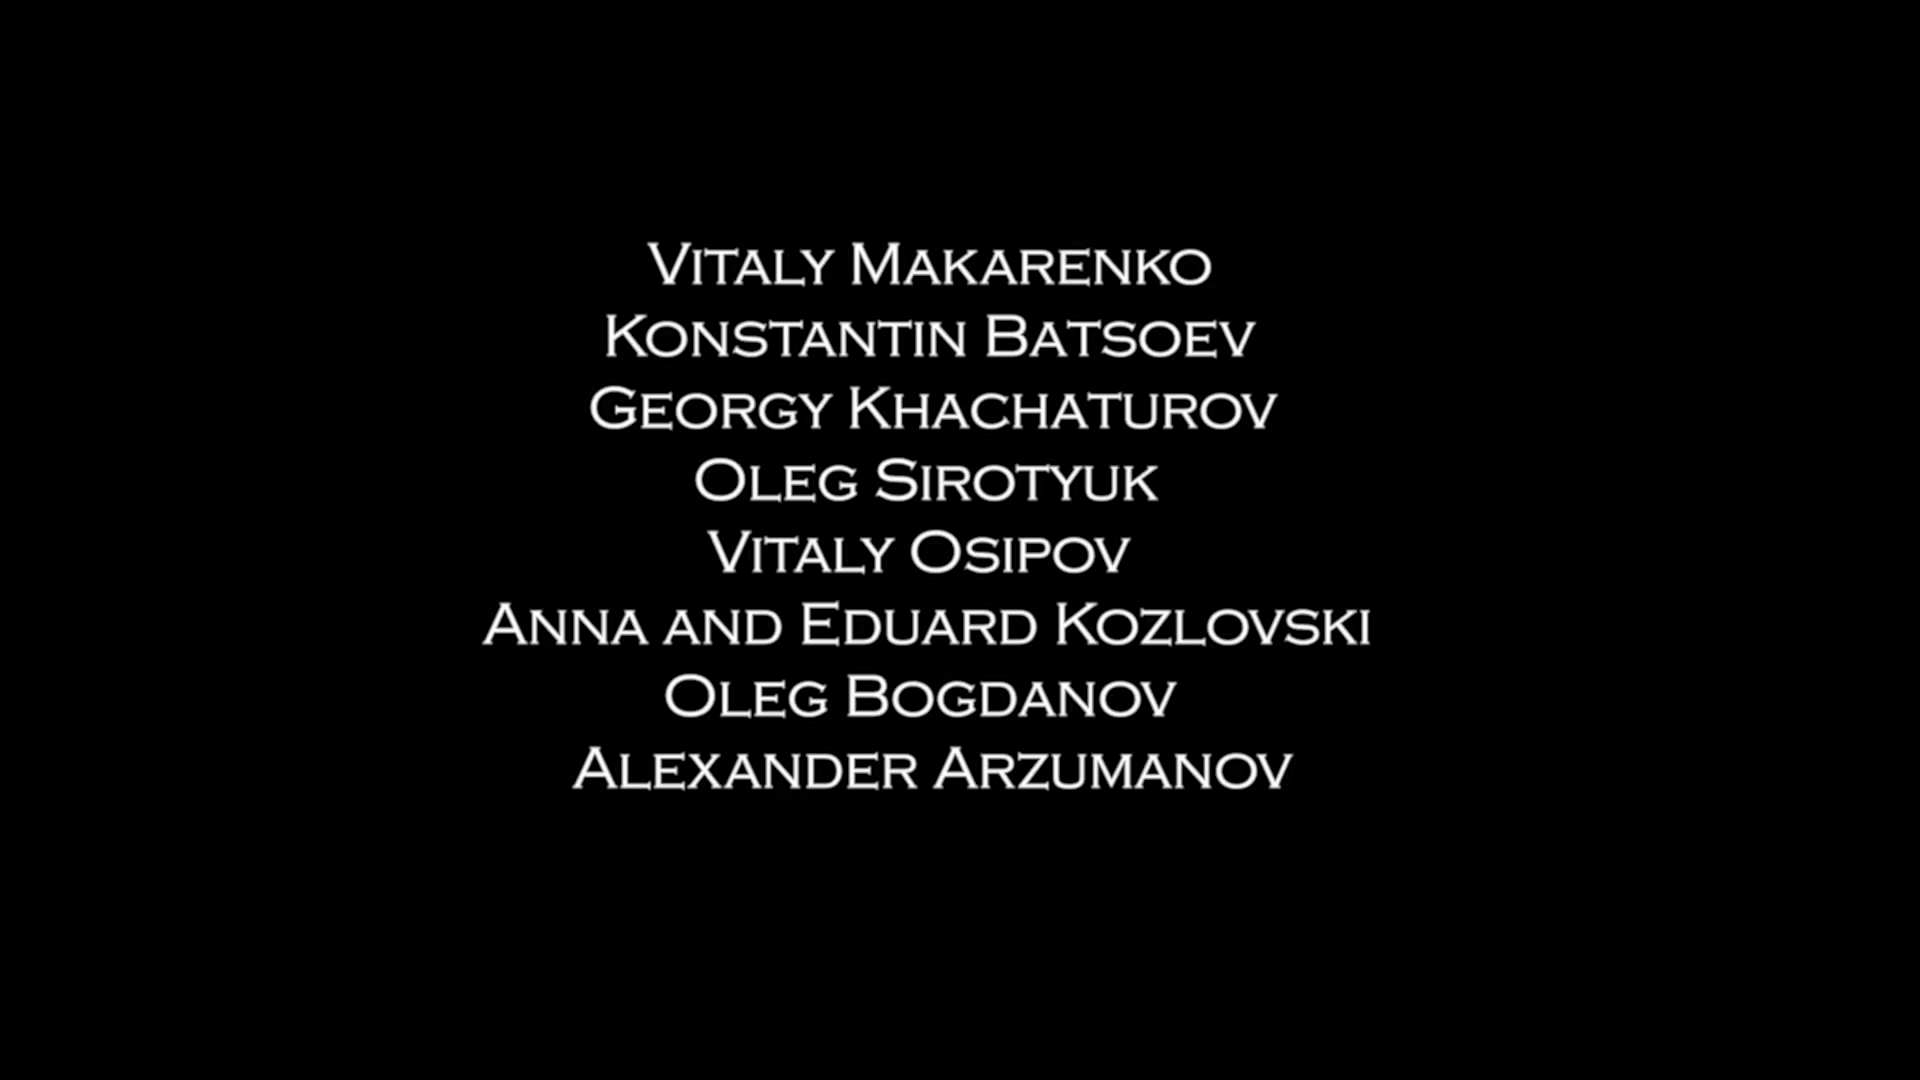 Vitaly Makarenko
Konstantin Batsoev
Georgy Khachaturov
Oleg Sirotyuk
Vitaly Osipov
Anna and Eduard Kozlovski
Oleg Bogdanov
Alexander Arzumanov